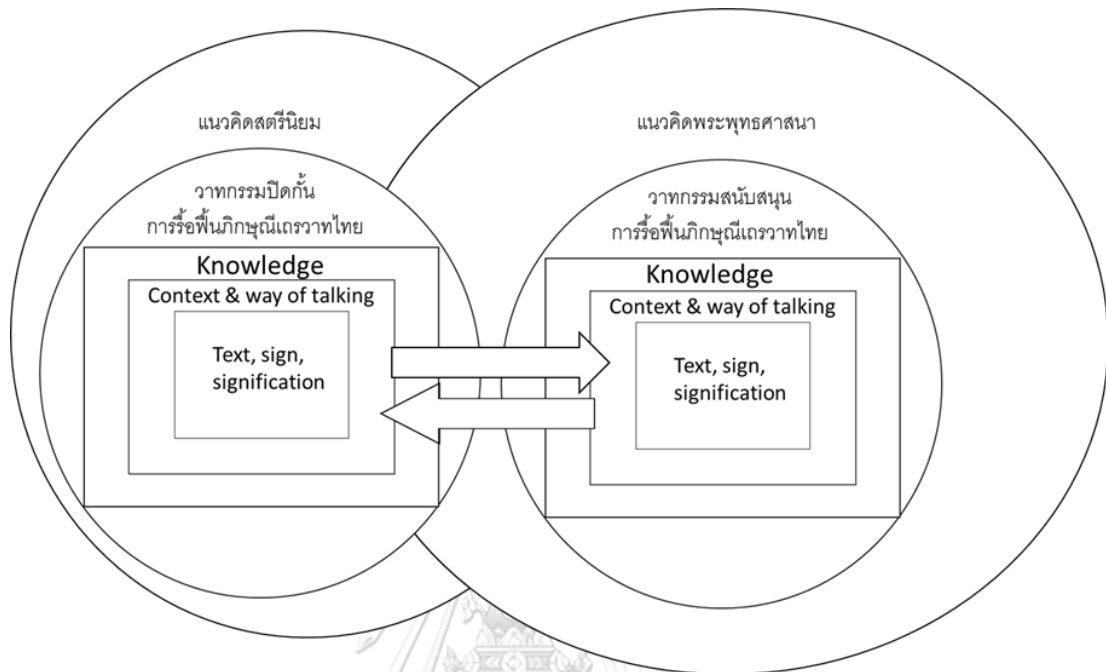 แนวคิดสตรีนิยม
วาทกรรมปิดกั้น
การรื้อฟื้นภิกษุณีเถรวาทไทย
Knowledge
Context & way of talking
Text, sign,
signification
แนวคิดพระพุทธศาสนา
วาทกรรมสนับสนุน
การรื้อฟื้นภิกษุณีเถรวาทไทย
Knowledge
Context & way of talking
Text, sign,
signification